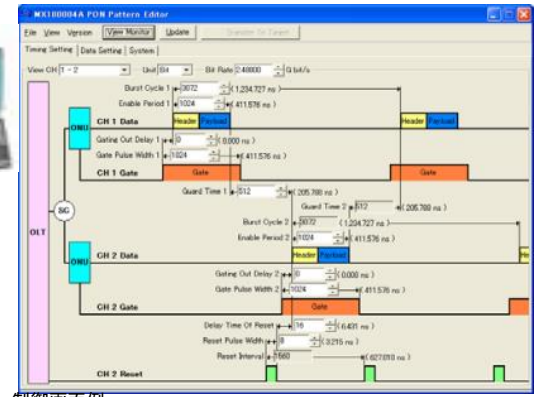 MX180004A PON Pattern Editor
File View Version View Monitor Update
Timing Setting Data Setting System
View CH 1 - 2 Unit Bit Bit Rate 2.48800 G bit/s
Burst Cycle 1 3072 (1,234.727 ns)
Enable Period 1 1024 (411.576 ns)
ONU CH 1 Data Header Payload Header Payload
Gating Out Delay 1 0 (0.000 ns)
Gate Pulse Width 1 1024 (411.576 ns)
CH 1 Gate Gate Gate
Guard Time 1 512 (205.788 ns)
Guard Time 2 512 (205.788 ns)
SG
Burst Cycle 2 3072 (1,234.727 ns)
OLT
Enable Period 2 1024 (411.576 ns)
ONU CH 2 Data Header Payload He
Gating Out Delay 2 0 (0.000 ns)
Gate Pulse Width 2 1024 (411.576 ns)
CH 2 Gate Gate
Delay Time Of Reset 16 (6.431 ns)
Reset Pulse Width 8 (3.215 ns)
Reset Interval 1560 (627.010 ns)
CH 2 Reset
制御画面例